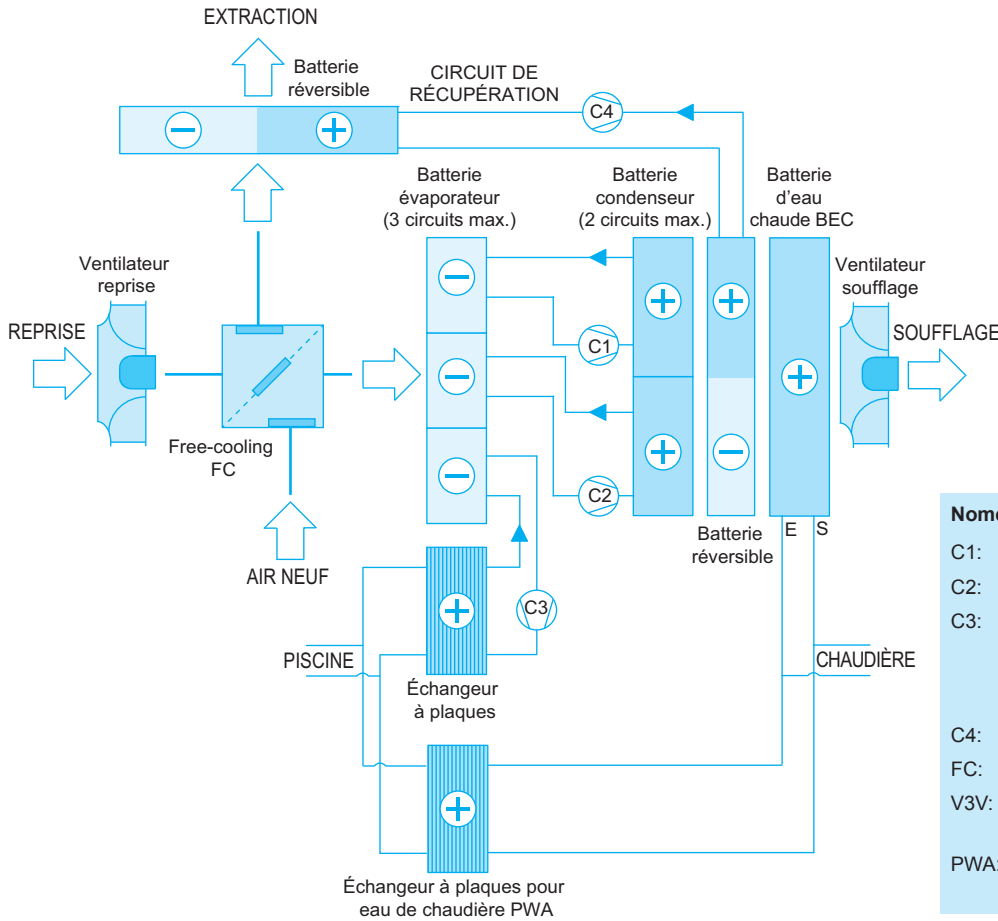 EXTRACTION
Batterie
réversible
CIRCUIT DE
RÉCUPÉRATION
C4
Batterie
évaporateur
(3 circuits max.)
Batterie
condenseur
(2 circuits max.)
Batterie
d'eau
chaude BEC
Ventilateur
reprise
Ventilateur
soufflage
REPRISE
SOUFFLAGE
C1
Free-cooling
FC
C2
Batterie
réversible
E S
AIR NEUF
C3
PISCINE
CHAUDIÈRE
Échangeur
à plaques
Échangeur à plaques pour
eau de chaudière PWA
C1:
C2:
C3:
C4:
FC:
V3V:
PWA: